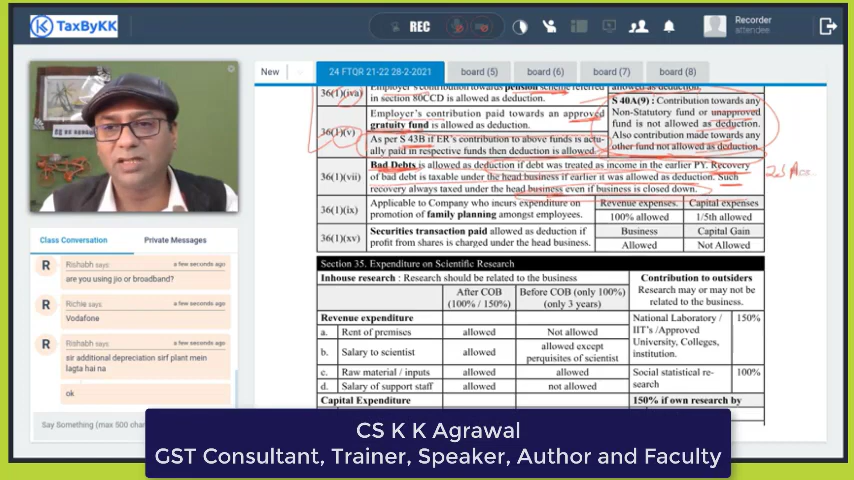 TaxByKK
REC
Recorder
attendee
New
24 FTQR 21-22 28-2-2021
board (5)
board (6)
board (7)
board (8)
Class Conversation
Private Messages
Rishabh says: a few seconds ago
R
are you using jio or broadband?
Richie says: a few seconds ago
R
Vodafone
Rishabh says: a few seconds ago
R
sir additional depreciation sirf plant mein
lagta hai na
ok
Say Something (max 500 char
36(1)(iva)
Employer's contribution towards pension scheme referred
in section 80CCD is allowed as deduction.
allowed as deduction.
36(1)(v)
Employer's contribution paid towards an approved
gratuity fund is allowed as deduction.
As per S 43B if ER's contribution to above funds is actu-
ally paid in respective funds then deduction is allowed.
S 40A(9) : Contribution towards any
Non-Statutory fund or unapproved
fund is not allowed as deduction.
Also contribution made towards any
other fund not allowed as deduction.
36(1)(vii)
Bad Debts is allowed as deduction if debt was treated as income in the earlier PY. Recovery
of bad debt is taxable under the head business if earlier it was allowed as deduction. Such
recovery always taxed under the head business even if business is closed down.
36(1)(ix)
Applicable to Company who incurs expenditure on
promotion of family planning amongst employees.
Revenue expenses. Capital expenses
100% allowed 1/5th allowed
36(1)(xv)
Securities transaction paid allowed as deduction if
profit from shares is charged under the head business.
Business Capital Gain
Allowed Not Allowed
Section 35. Expenditure on Scientific Research
Inhouse research : Research should be related to the business
Contribution to outsiders
Research may or may not be
related to the business.
After COB
(100% / 150%)
Before COB (only 100%)
(only 3 years)
Revenue expenditure
a. Rent of premises allowed Not allowed
b. Salary to scientist allowed allowed except
perquisites of scientist
c. Raw material / inputs allowed allowed
d. Salary of support staff allowed not allowed
National Laboratory /
IIT's /Approved
University, Colleges,
institution.
150%
Social statistical re-
search
100%
Capital Expenditure
150% if own research by
CS K K Agrawal
GST Consultant, Trainer, Speaker, Author and Faculty